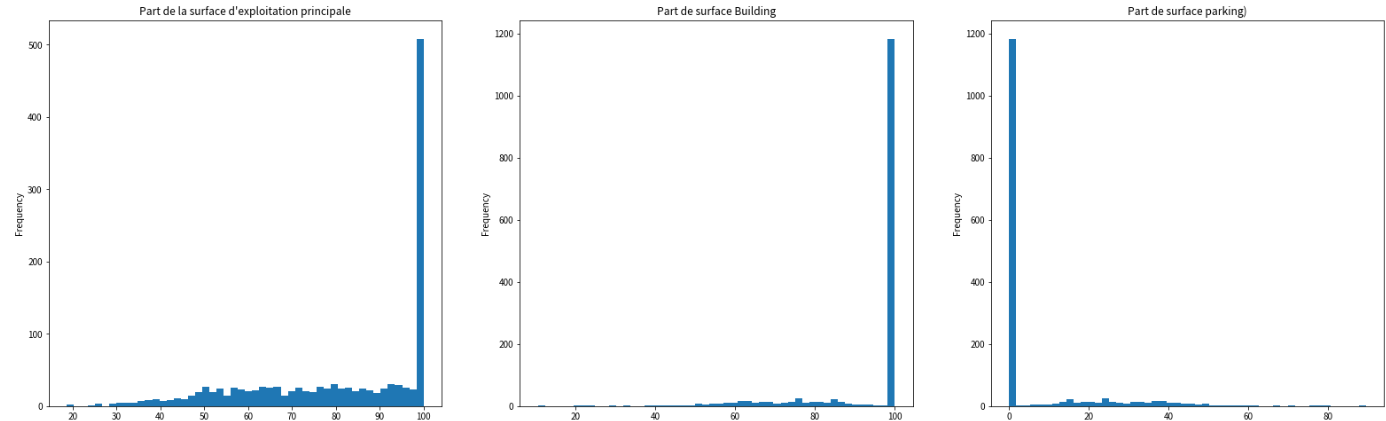 Part de la surface d'exploitation principale
Frequency
500
400
300
200
100
0
20 30 40 50 60 70 80 90 100
Part de surface Building
Frequency
1200
1000
800
600
400
200
0
20 40 60 80 100
Part de surface parking)
Frequency
1200
1000
800
600
400
200
0
0 20 40 60 80